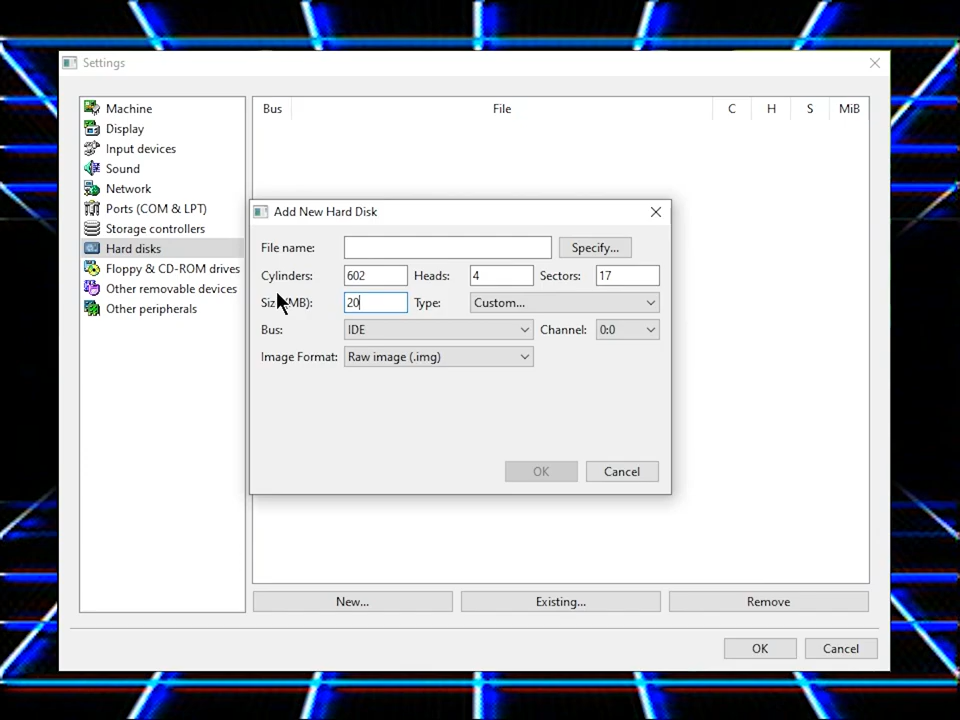 Settings
Machine
Display
Input devices
Sound
Network
Ports (COM & LPT)
Storage controllers
Hard disks
Floppy & CD-ROM drives
Other removable devices
Other peripherals
Bus File C H S MiB
Add New Hard Disk
File name: Specify...
Cylinders: 602 Heads: 4 Sectors: 17
(MB): 20 Type: Custom...
Bus: IDE Channel: 0:0
Image Format: Raw image (.img)
OK Cancel
New... Existing... Remove
OK Cancel